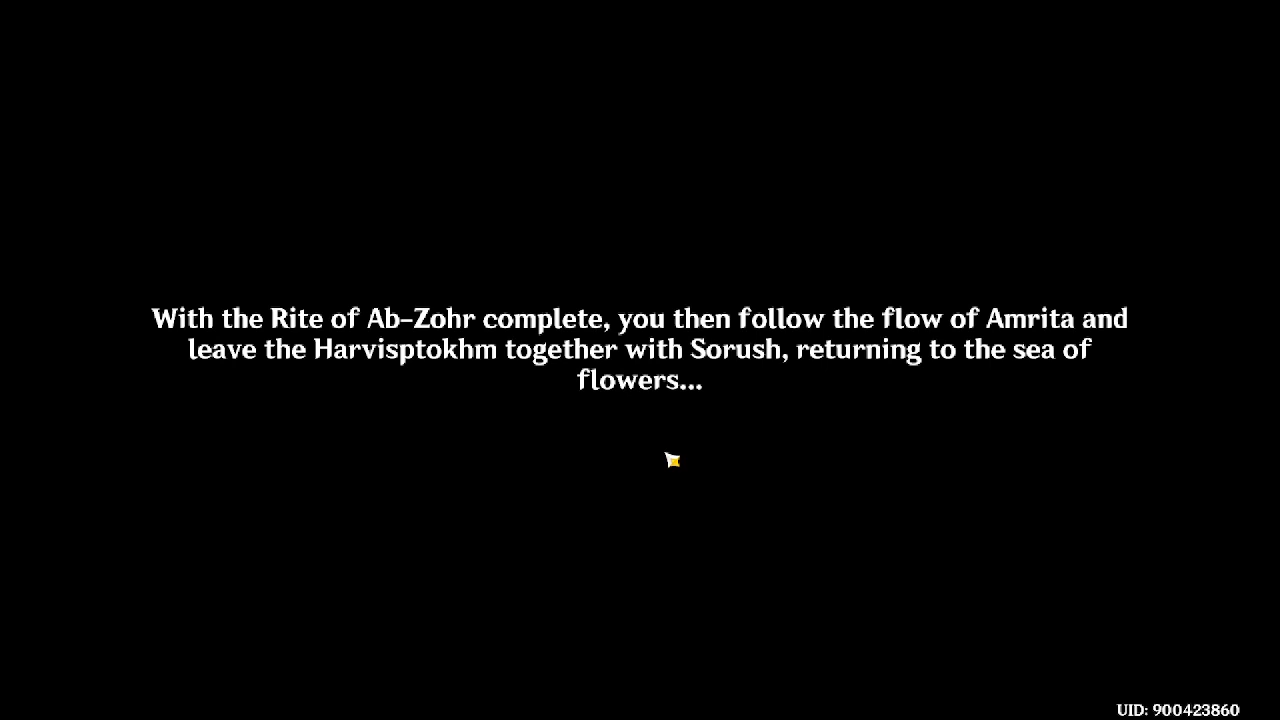 With the Rite of Ab-Zohr complete, you then follow the flow of Amrita and
leave the Harvisptokhm together with Sorush, returning to the sea of
flowers...
UID: 900423860